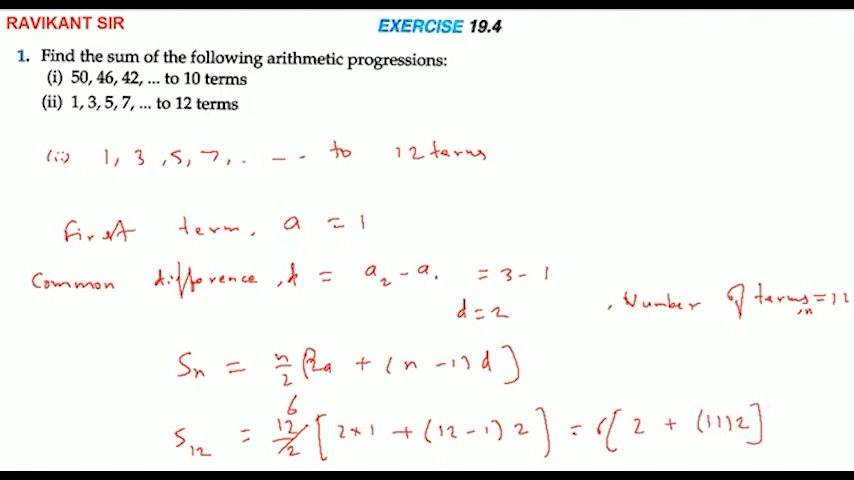 RAVIKANT SIR
EXERCISE 19.4
1. Find the sum of the following arithmetic progressions:
(i) 50, 46, 42, ... to 10 terms
(ii) 1, 3, 5, 7, ... to 12 terms
(ii) 1, 3, 5, 7, . - - . to 12 terms
First term, a = 1
Common difference, d = a₂ - a₁ = 3 - 1
d = 2 , Number of terms, n = 12
Sₙ = n/2 [2a + (n - 1) d]
S₁₂ = 12/2 6 [2×1 + (12 - 1) 2] = 6[2 + (11)2]